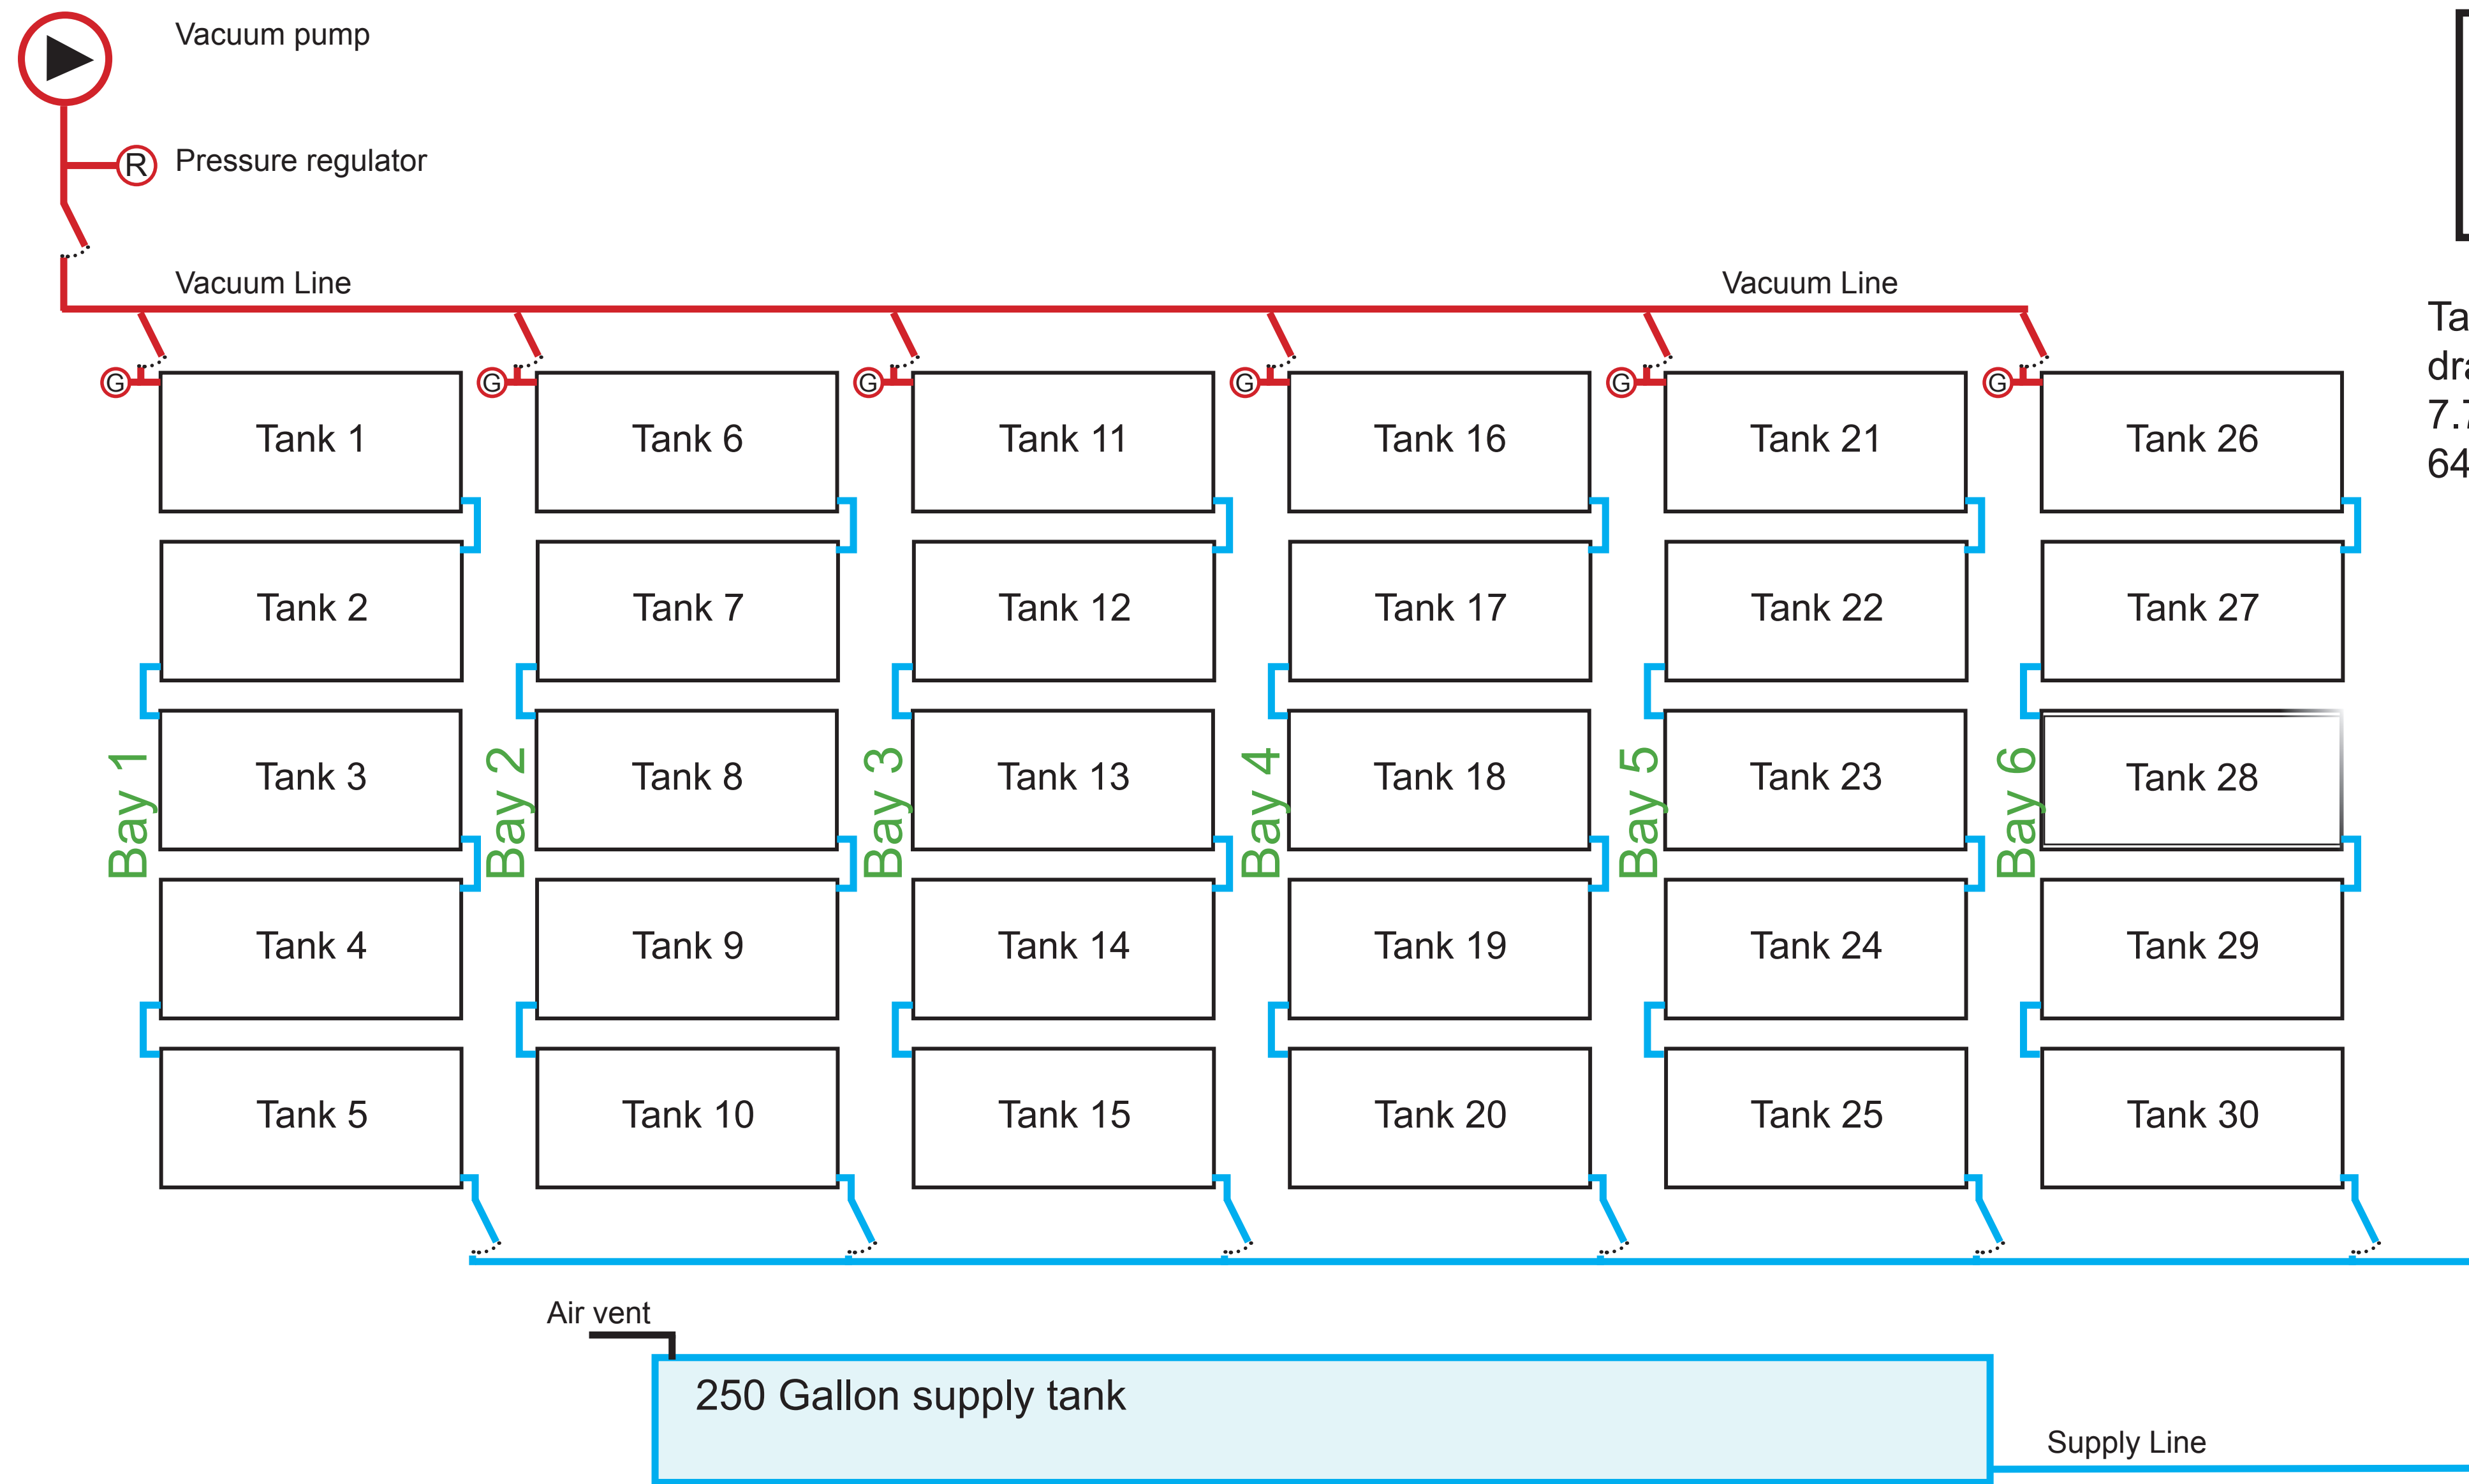 Vacuum pump
R
Pressure regulator
Vacuum Line
Vacuum Line
G
G
G
G
G
G
Tank 1
Tank 6
Tank 11
Tank 16
Tank 21
Tank 26
7.7
64
Tank 2
Tank 7
Tank 12
Tank 17
Tank 22
Tank 27
Bay 1
Bay 2
Bay 3
Bay 4
Bay 5
Bay 6
Tank 3
Tank 8
Tank 13
Tank 18
Tank 23
Tank 28
Tank 4
Tank 9
Tank 14
Tank 19
Tank 24
Tank 29
Tank 5
Tank 10
Tank 15
Tank 20
Tank 25
Tank 30
Air vent
250 Gallon supply tank
Supply Line